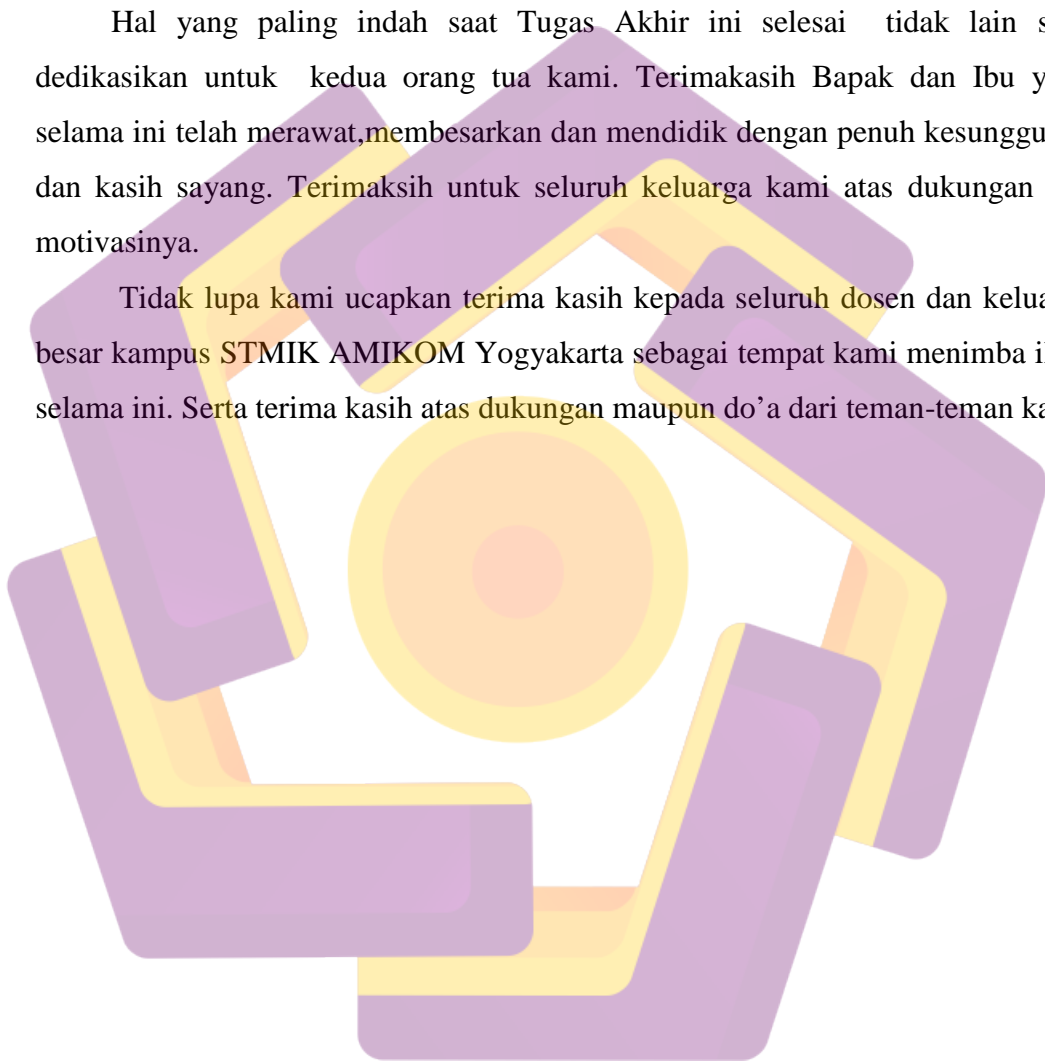 Hal yang paling indah saat Tugas Akhir ini selesai tidak lain s
dedikasikan untuk kedua orang tua kami. Terimakasih Bapak dan Ibu y
selama ini telah merawat,membesarkan dan mendidik dengan penuh kesunggu
dan kasih sayang. Terimaksih untuk seluruh keluarga kami atas dukungan
motivasinya.
Tidak lupa kami ucapkan terima kasih kepada seluruh dosen dan kelua
besar kampus STMIK AMIKOM Yogyakarta sebagai tempat kami menimba il
selama ini. Serta terima kasih atas dukungan maupun do’a dari teman-teman ka